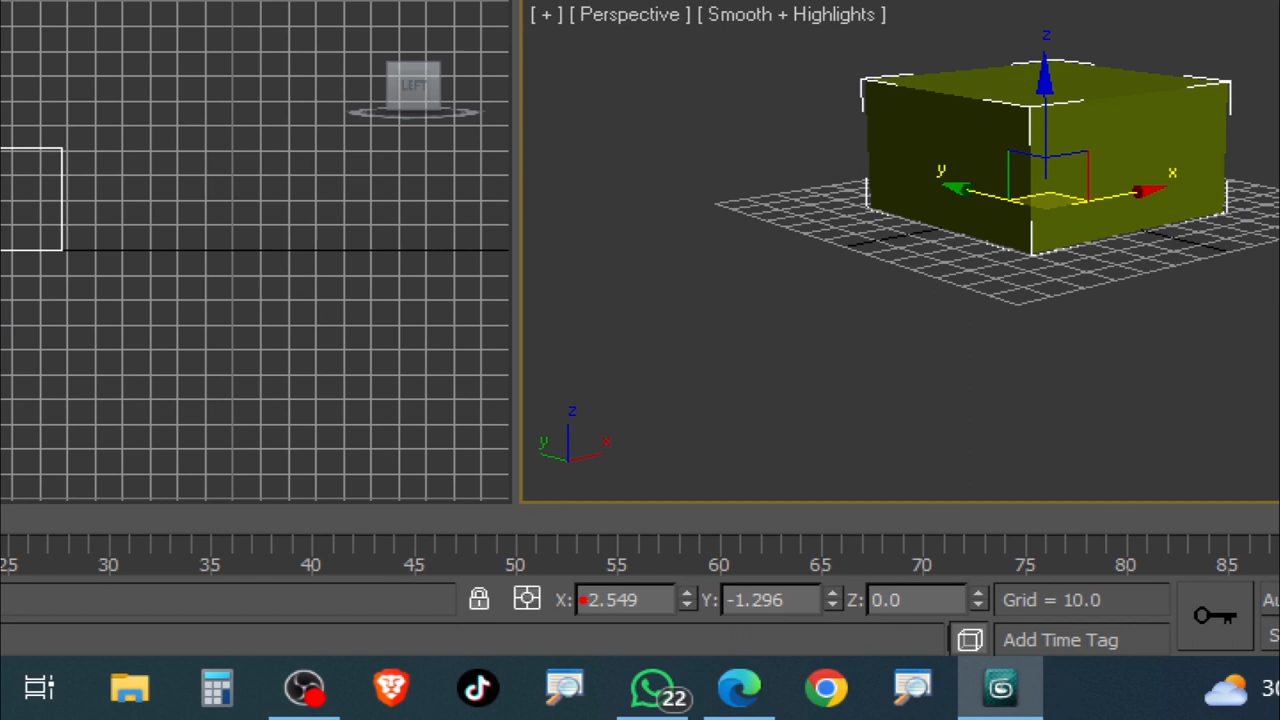 [ + ] [ Perspective ] [ Smooth + Highlights ]
LEFT
z
y
x
z
y
x
25 30 35 40 45 50 55 60 65 70 75 80 85
X: 2.549 Y: -1.296 Z: 0.0 Grid = 10.0
Add Time Tag
22